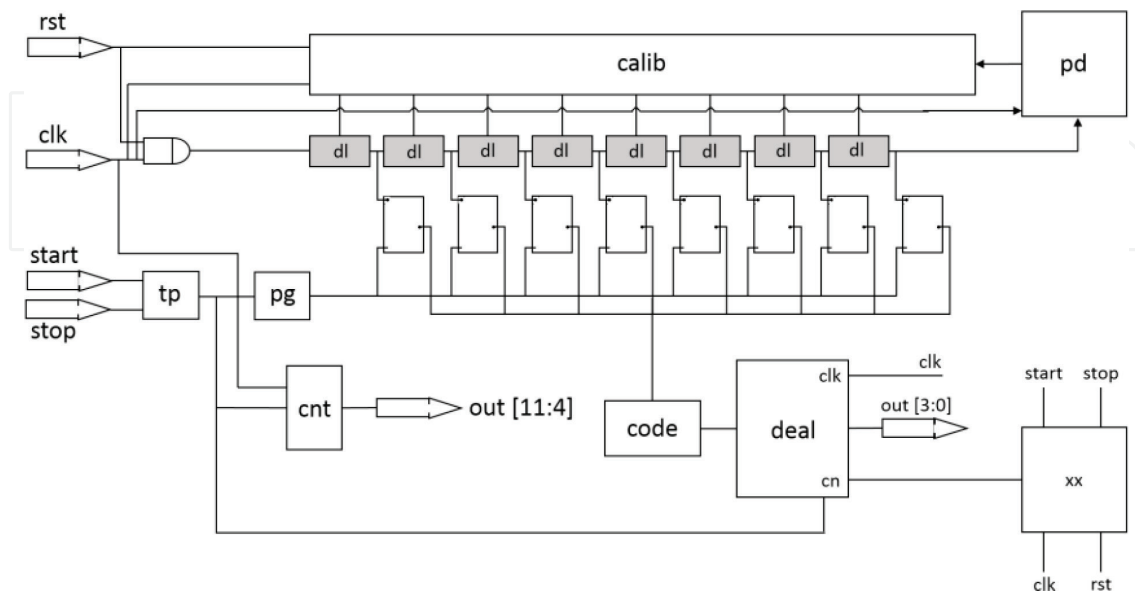 rst
calib
pd
clk
dl dl dl dl dl dl dl dl
start
tp
pg
stop
cnt
out [11:4]
code
deal
clk
clk
out [3:0]
cn
start
stop
xx
clk
rst